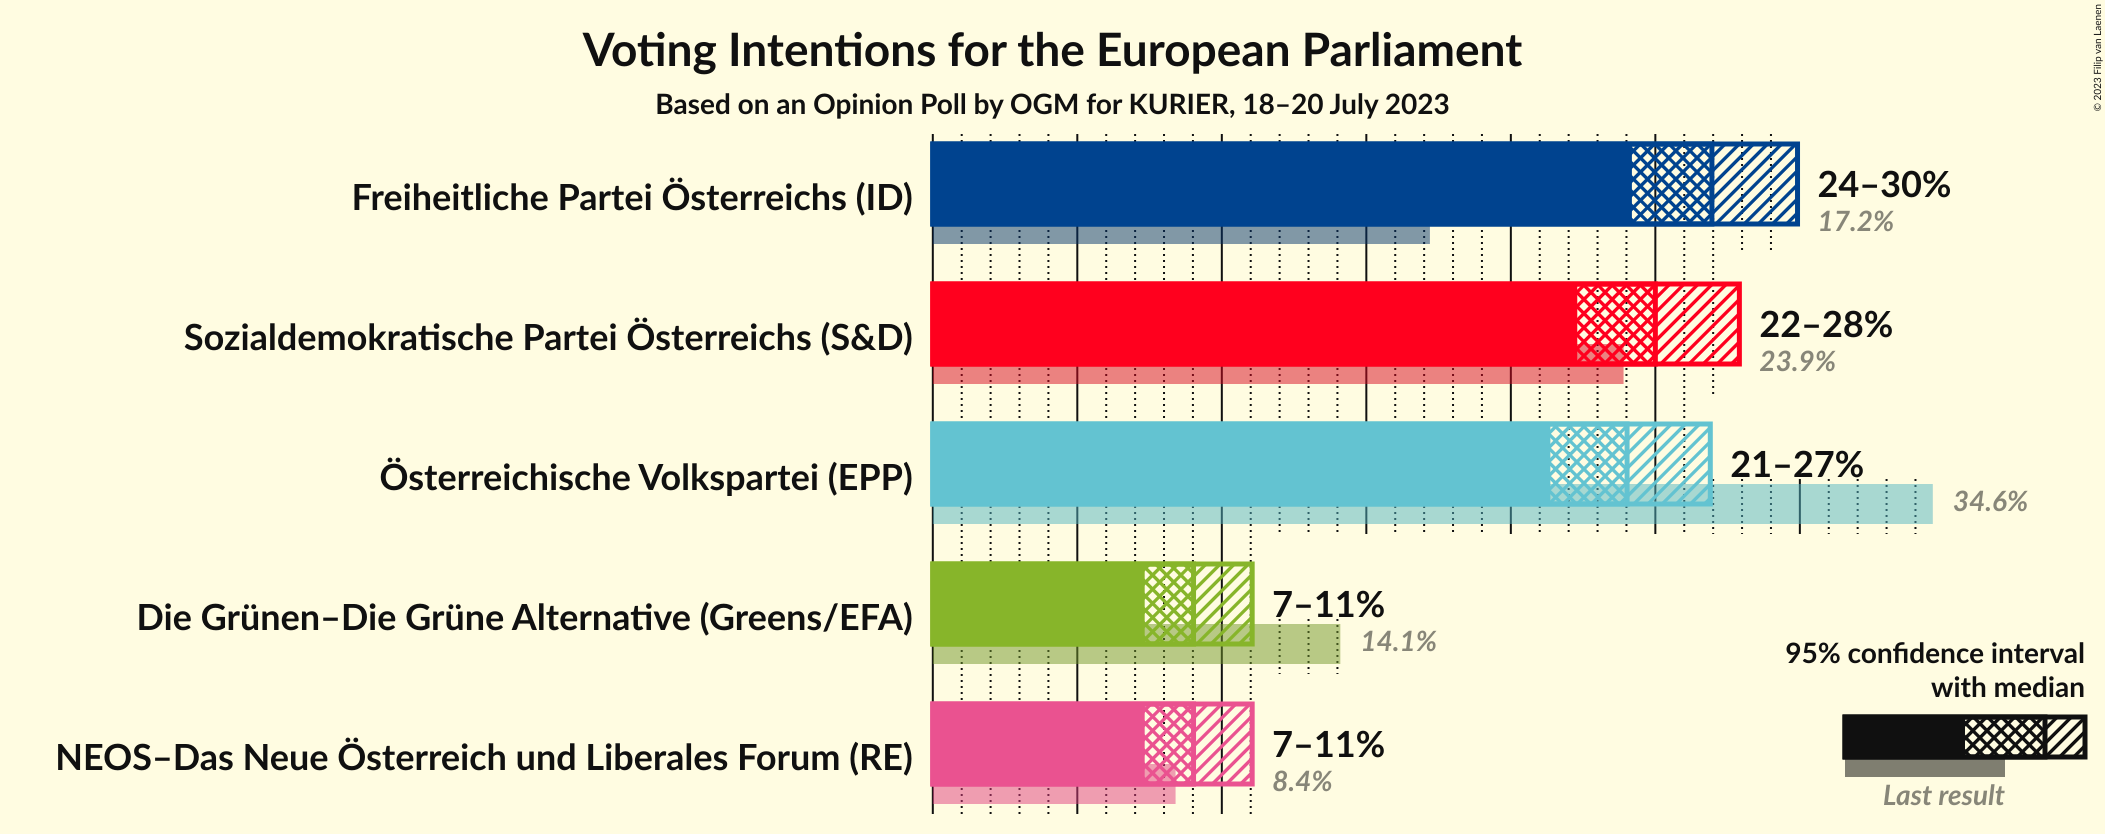 Voting Intentions for the European Parliament
Based on an Opinion Poll by OGM for KURIER, 18–20 July 2023
© 2023 Filip van Laenen
Freiheitliche Partei Österreichs (ID)
24–30%
17.2%
Sozialdemokratische Partei Österreichs (S&D)
22–28%
23.9%
Österreichische Volkspartei (EPP)
21–27%
34.6%
Die Grünen–Die Grüne Alternative (Greens/EFA)
7–11%
14.1%
NEOS–Das Neue Österreich und Liberales Forum (RE)
7–11%
8.4%
95% confidence interval
with median
Last result